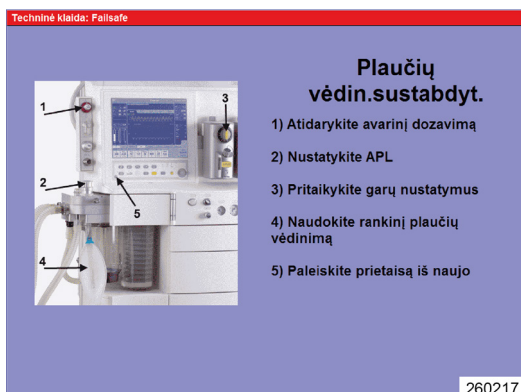 Techninė klaida: Failsafe
Plaučių
vėdin.sustabdyt.
1) Atidarykite avarinį dozavimą
2) Nustatykite APL
3) Pritaikykite garų nustatymus
4) Naudokite rankinį plaučių
vėdinimą
5) Paleiskite prietaisą iš naujo
1
2
3
4
5
260217